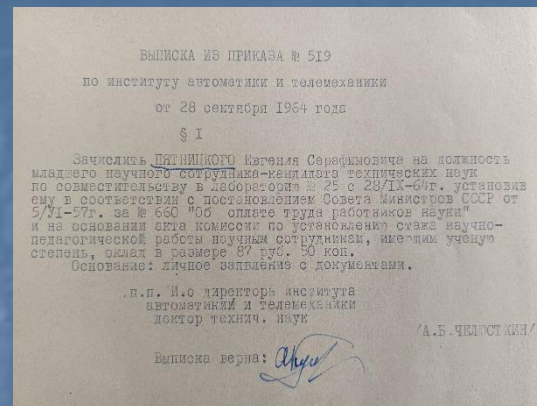 ВЫПИСКА ИЗ ПРИКАЗА № 519
по институту автоматики и телемеханики
от 28 сентября 1964 года
§ I
Зачислить ПЯТНИЦКОГО Евгения Серафимовича на должность
младшего научного сотрудника-кандидата технических наук
по совместительству в лабораторию № 25 с 28/IX-64г. установив
ему в соответствии с постановлением Совета Министров СССР от
5/УI-57г. за № 660 "Об оплате труда работников науки"
и на основании акта комиссии по установлению стажа научно-
педагогической работы научным сотрудникам, имеющим ученую
степень, оклад в размере 87 руб. 50 коп.
Основание: личное заявления с документами.
п.п. И.о директора института
автоматики и телемеханики
доктор технич. наук
/А.Б.ЧЕЛЮСТКИН/
Выписка верна: